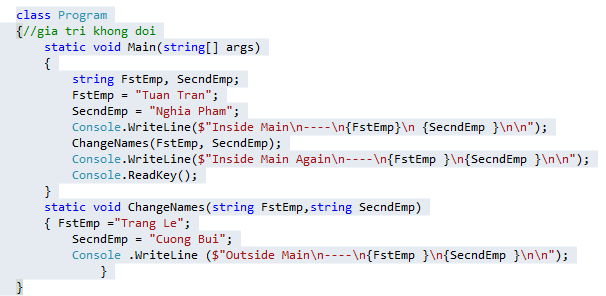 class Program
{//gia tri khong doi
    static void Main(string[] args)
    {
        string FstEmp, SecndEmp;
        FstEmp = "Tuan Tran";
        SecndEmp = "Nghia Pham";
        Console.WriteLine($"Inside Main\n----\n{FstEmp}\n {SecndEmp }\n\n");
        ChangeNames(FstEmp, SecndEmp);
        Console.WriteLine($"Inside Main Again\n----\n{FstEmp }\n{SecndEmp }\n\n");
        Console.ReadKey();
    }
    static void ChangeNames(string FstEmp,string SecndEmp)
    { FstEmp ="Trang Le";
        SecndEmp = "Cuong Bui";
        Console .WriteLine ($"Outside Main\n----\n{FstEmp }\n{SecndEmp }\n\n");
            }
}